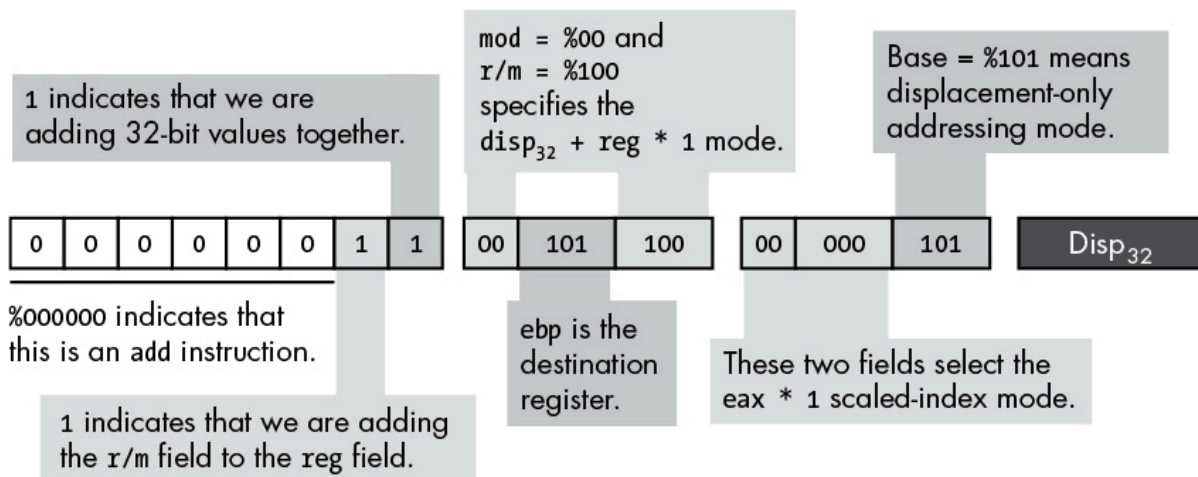 mod = %00 and
r/m = %100
specifies the
disp32 + reg * 1 mode.
1 indicates that we are
adding 32-bit values together.
Base = %101 means
displacement-only
addressing mode.
0 0 0 0 0 0 1 1 00 101 100 00 000 101 Disp32
%000000 indicates that
this is an add instruction.
ebp is the
destination
register.
These two fields select the
eax * 1 scaled-index mode.
1 indicates that we are adding
the r/m field to the reg field.